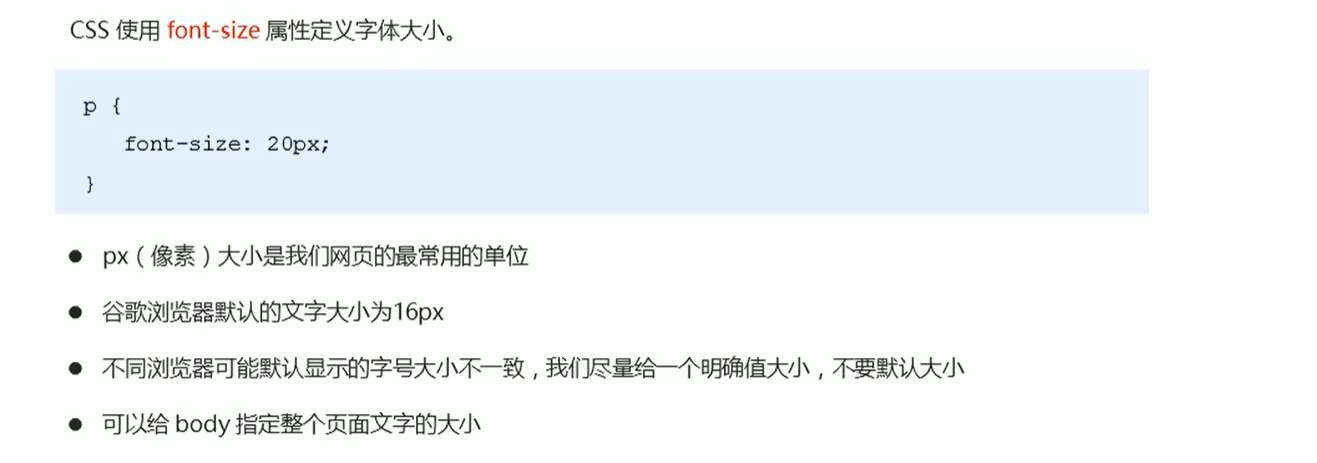 CSS 使用 font-size 属性定义字体大小。
p {
font-size: 20px;
}
● px（像素）大小是我们网页的最常用的单位
● 谷歌浏览器默认的文字大小为16px
● 不同浏览器可能默认显示的字号大小不一致，我们尽量给一个明确值大小，不要默认大小
● 可以给 body 指定整个页面文字的大小